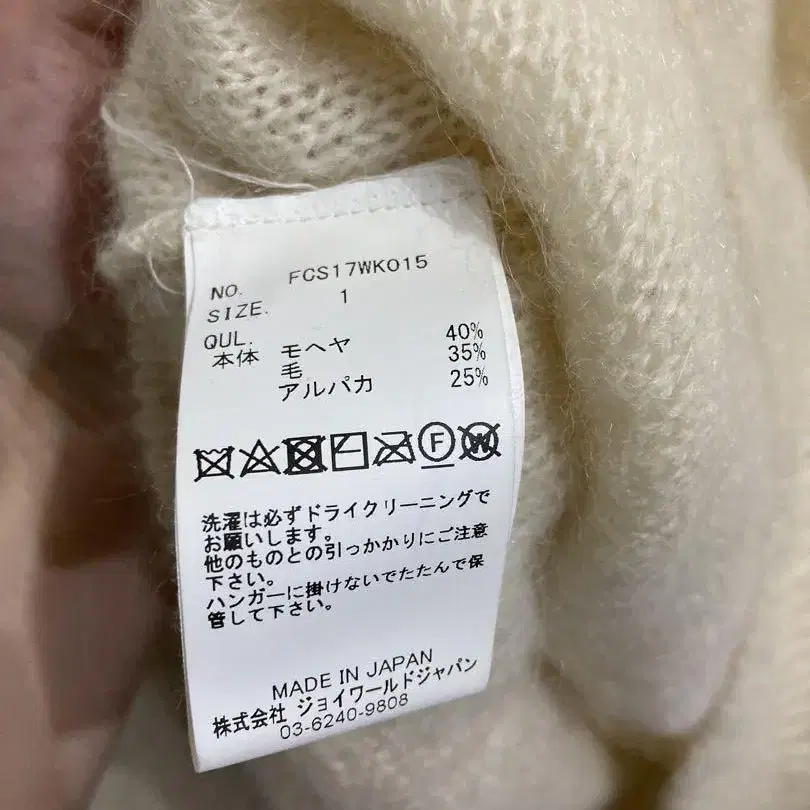 NO. FCS17WK015
SIZE. 1
QUL.
本体 モヘヤ 40%
毛 35%
アルパカ 25%
F W
洗濯は必ずドライクリーニングで
お願いします。
他のものとの引っかかりにご注意
下さい。
ハンガーに掛けないでたたんで保
管して下さい。
MADE IN JAPAN
株式会社 ジョイワールドジャパン
03-6240-9808